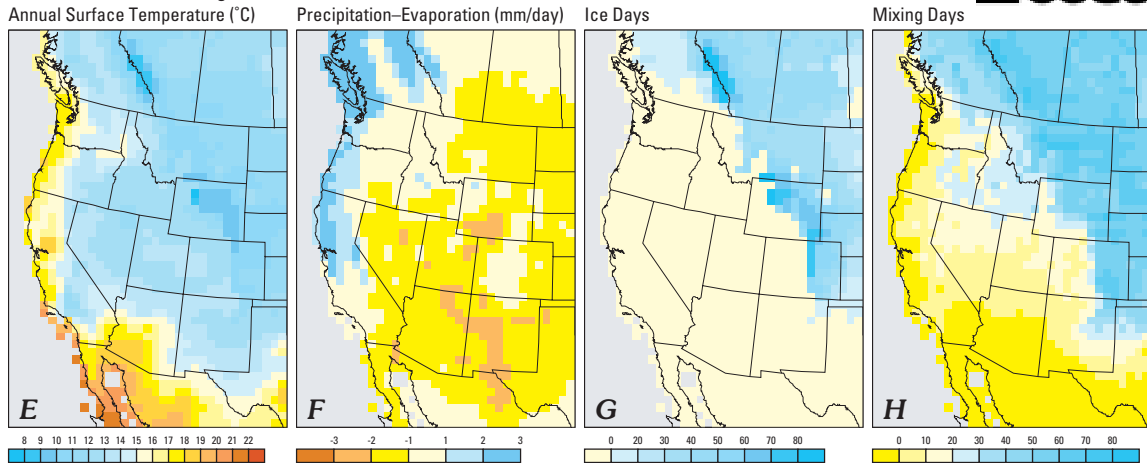 Annual Surface Temperature (˚C)
Precipitation–Evaporation (mm/day)
Ice Days
Mixing Days
E
F
G
H
8 9 10 11 12 13 14 15 16 17 18 19 20 21 22
-3 -2 -1 1 2 3
0 10 20 30 40 50 60 70 80
0 10 20 30 40 50 60 70 80